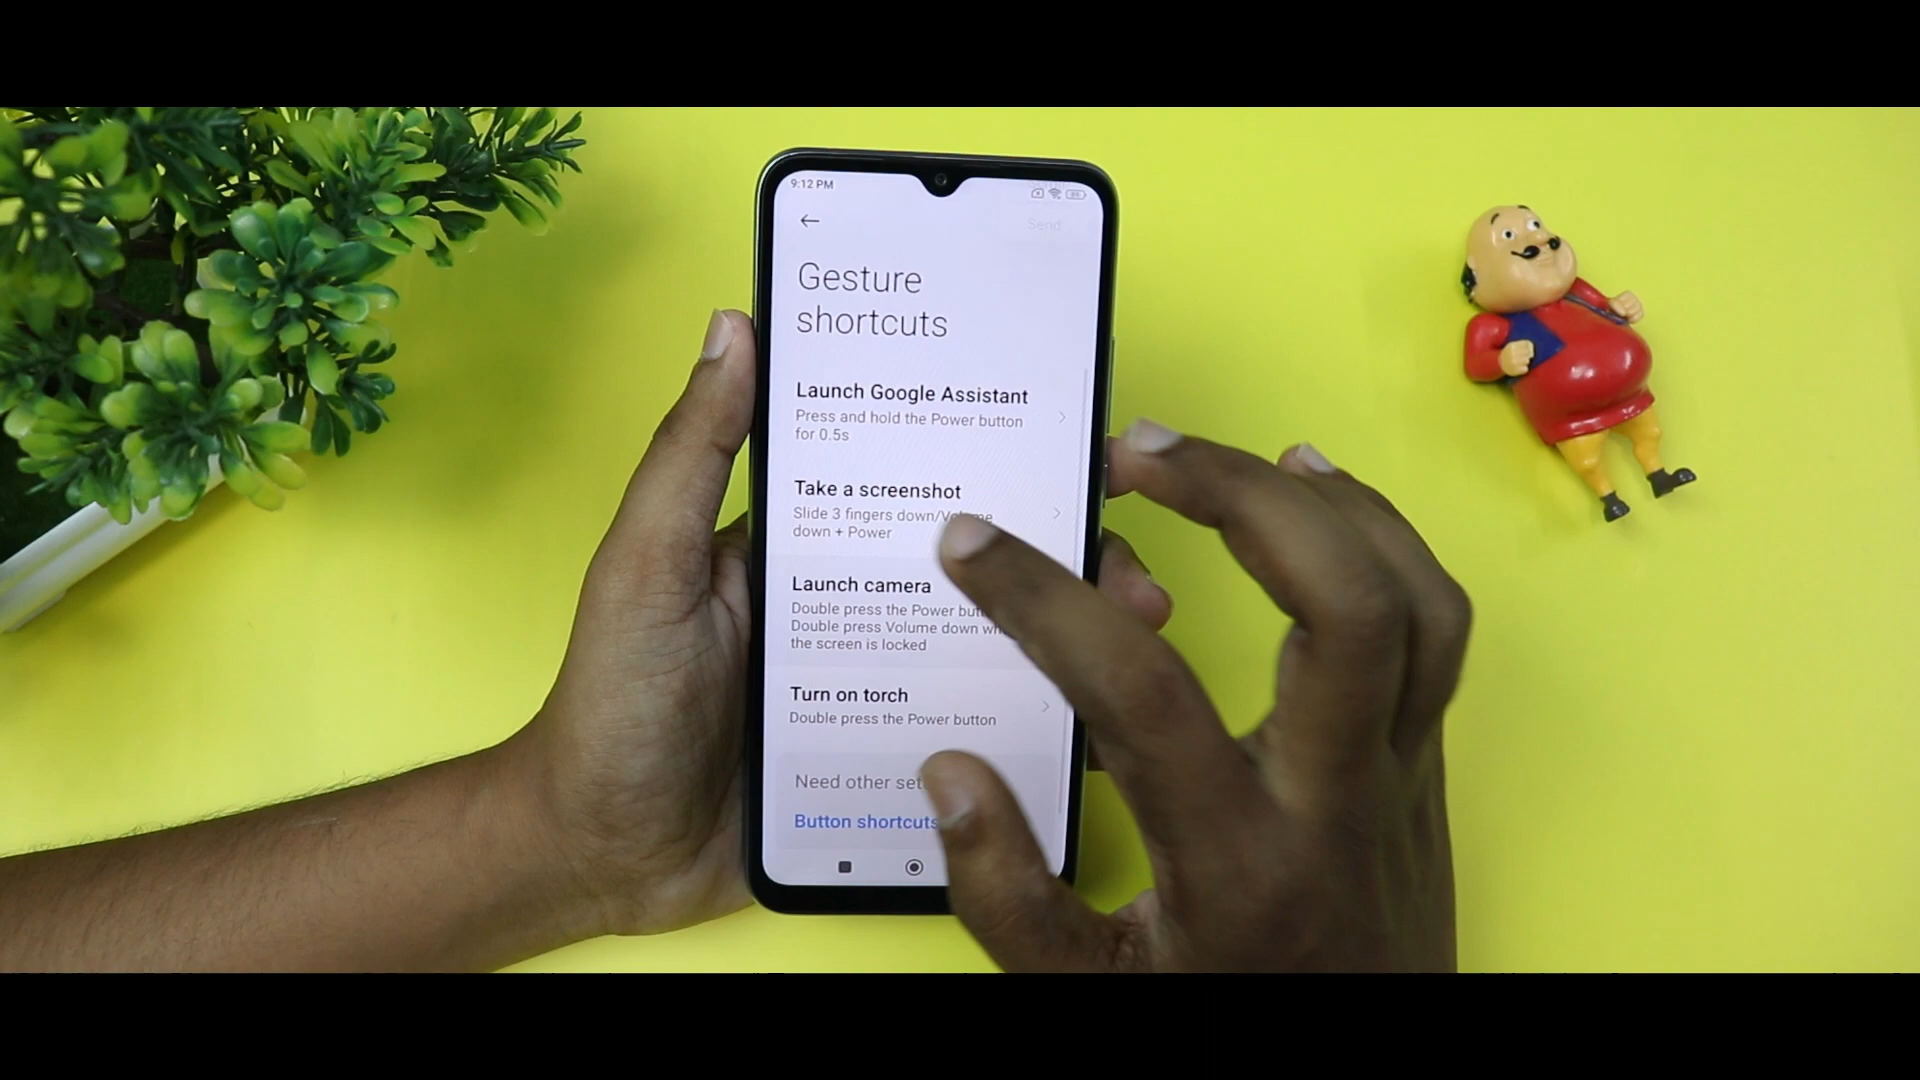 9:12 PM
Send
Gesture
shortcuts
Launch Google Assistant
Press and hold the Power button
for 0.5s
Take a screenshot
Slide 3 fingers down/Volume
down + Power
Launch camera
Double press the Power
Double press Volume down
the screen is locked
Turn on torch
Double press the Power button
Need other
Button shortcuts